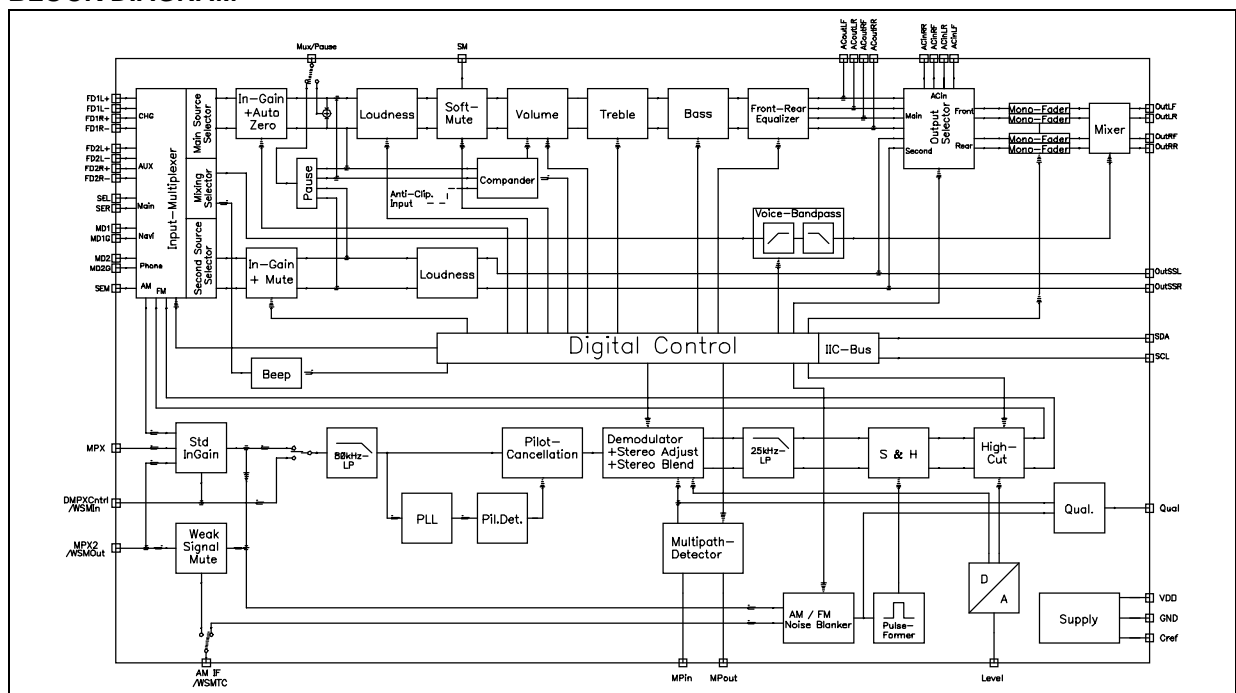 Mux/Pause
SM
ACoutLF
ACoutLR
ACoutRF
ACoutRR
ACinRR
ACinRF
ACinLR
ACinLF
FD1L+
FD1L-
FD1R+
FD1R-
FD2L+
FD2L-
FD2R+
FD2R-
SEL
SER
MD1
MD1G
MD2
MD2G
SEM
CHG
AUX
Main
Navi
Phone
AM
FM
Input-Multiplexer
Main Source
Selector
Mixing
Selector
Second Source
Selector
In-Gain
+Auto
Zero
Loudness
Soft-
Mute
Volume
Treble
Bass
Front-Rear
Equalizer
ACin
Main
Second
Front
Rear
Output
Selector
Mono-Fader
Mono-Fader
Mono-Fader
Mono-Fader
Mixer
OutLF
OutLR
OutRF
OutRR
Pause
Anti-Clip.
Input
Compander
Voice-Bandpass
In-Gain
+ Mute
Loudness
OutSSL
OutSSR
Digital Control
IIC-Bus
SDA
SCL
Beep
MPX
Std
InGain
80kHz-
LP
Pilot-
Cancellation
Demodulator
+Stereo Adjust
+Stereo Blend
25kHz-
LP
S & H
High-
Cut
DMPXCntrl
/WSMIn
PLL
Pil.Det.
Qual.
Qual
MPX2
/WSMOut
Weak
Signal
Mute
Multipath-
Detector
D
A
AM / FM
Noise Blanker
Pulse-
Former
Supply
VDD
GND
Cref
AM IF
/WSMTC
MPin
MPout
Level